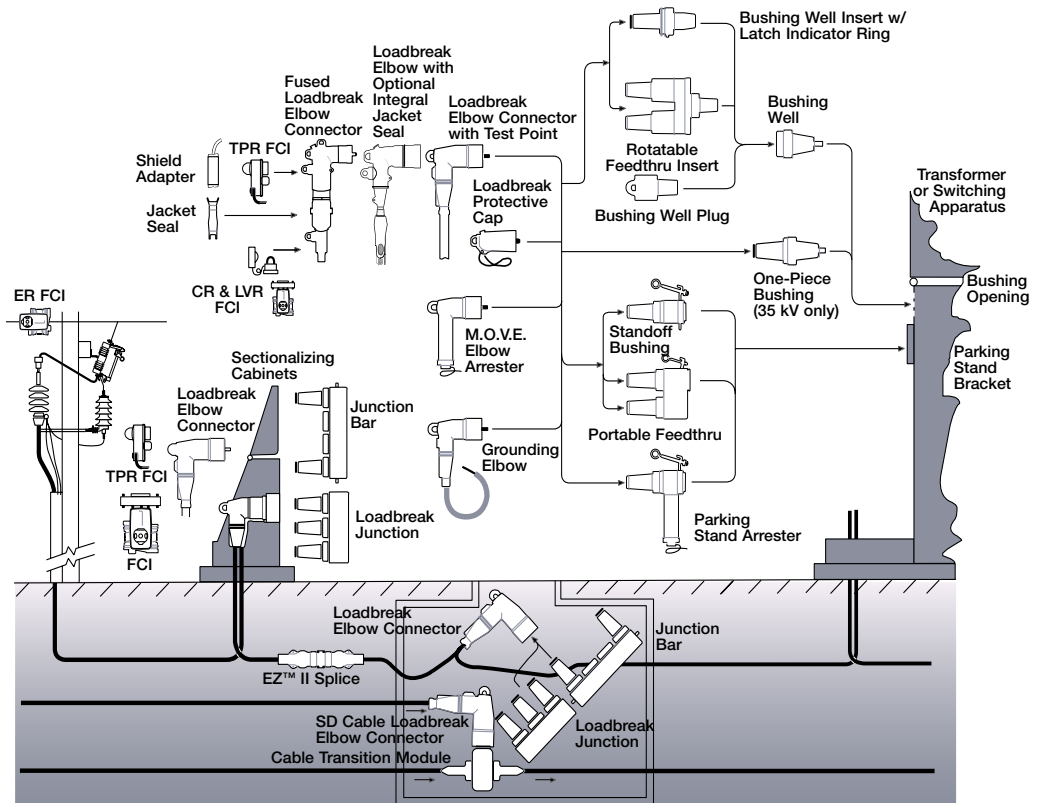 Bushing Well Insert w/
Latch Indicator Ring
Loadbreak
Elbow with
Optional
Integral
Jacket
Seal
Fused
Loadbreak
Elbow
Connector
Loadbreak
Elbow Connector
with Test Point
Bushing
Well
TPR FCI
Shield
Adapter
Rotatable
Feedthru Insert
Transformer
or Switching
Apparatus
Loadbreak
Protective
Cap
Jacket
Seal
Bushing Well Plug
One-Piece
Bushing
(35 kV only)
Bushing
Opening
CR & LVR
FCI
ER FCI
M.O.V.E.
Elbow
Arrester
Standoff
Bushing
Parking
Stand
Bracket
Sectionalizing
Cabinets
Loadbreak
Elbow
Connector
Junction
Bar
Portable Feedthru
Grounding
Elbow
TPR FCI
Loadbreak
Junction
Parking
Stand Arrester
FCI
Loadbreak
Elbow Connector
Junction
Bar
EZ™ II Splice
SD Cable Loadbreak
Elbow Connector
Loadbreak
Junction
Cable Transition Module